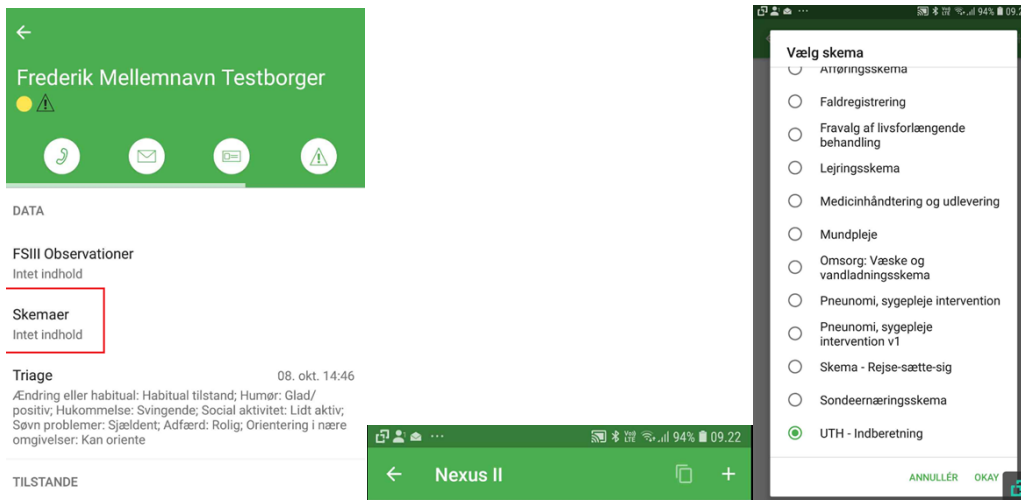 Frederik Mellemnavn Testborger
DATA
FSIII Observationer
Intet indhold
Skemaer
Intet indhold
Triage 08. okt. 14:46
Ændring eller habitual: Habitual tilstand; Humør: Glad/
positiv; Hukommelse: Svingende; Social aktivitet: Lidt aktiv;
Søvn problemer: Sjældent; Adfærd: Rolig; Orientering i nære
omgivelser: Kan oriente
TILSTANDE
94% 09.22
Nexus II
94% 09.2
Vælg skema
Afføringsskema
Faldregistrering
Fravalg af livsforlængende
behandling
Lejringsskema
Medicinhåndtering og udlevering
Mundpleje
Omsorg: Væske og
vandladningsskema
Pneunomi, sygepleje intervention
Pneunomi, sygepleje
intervention v1
Skema - Rejse-sætte-sig
Sondeernæringsskema
UTH - Indberetning
ANNULLÉR OKAY